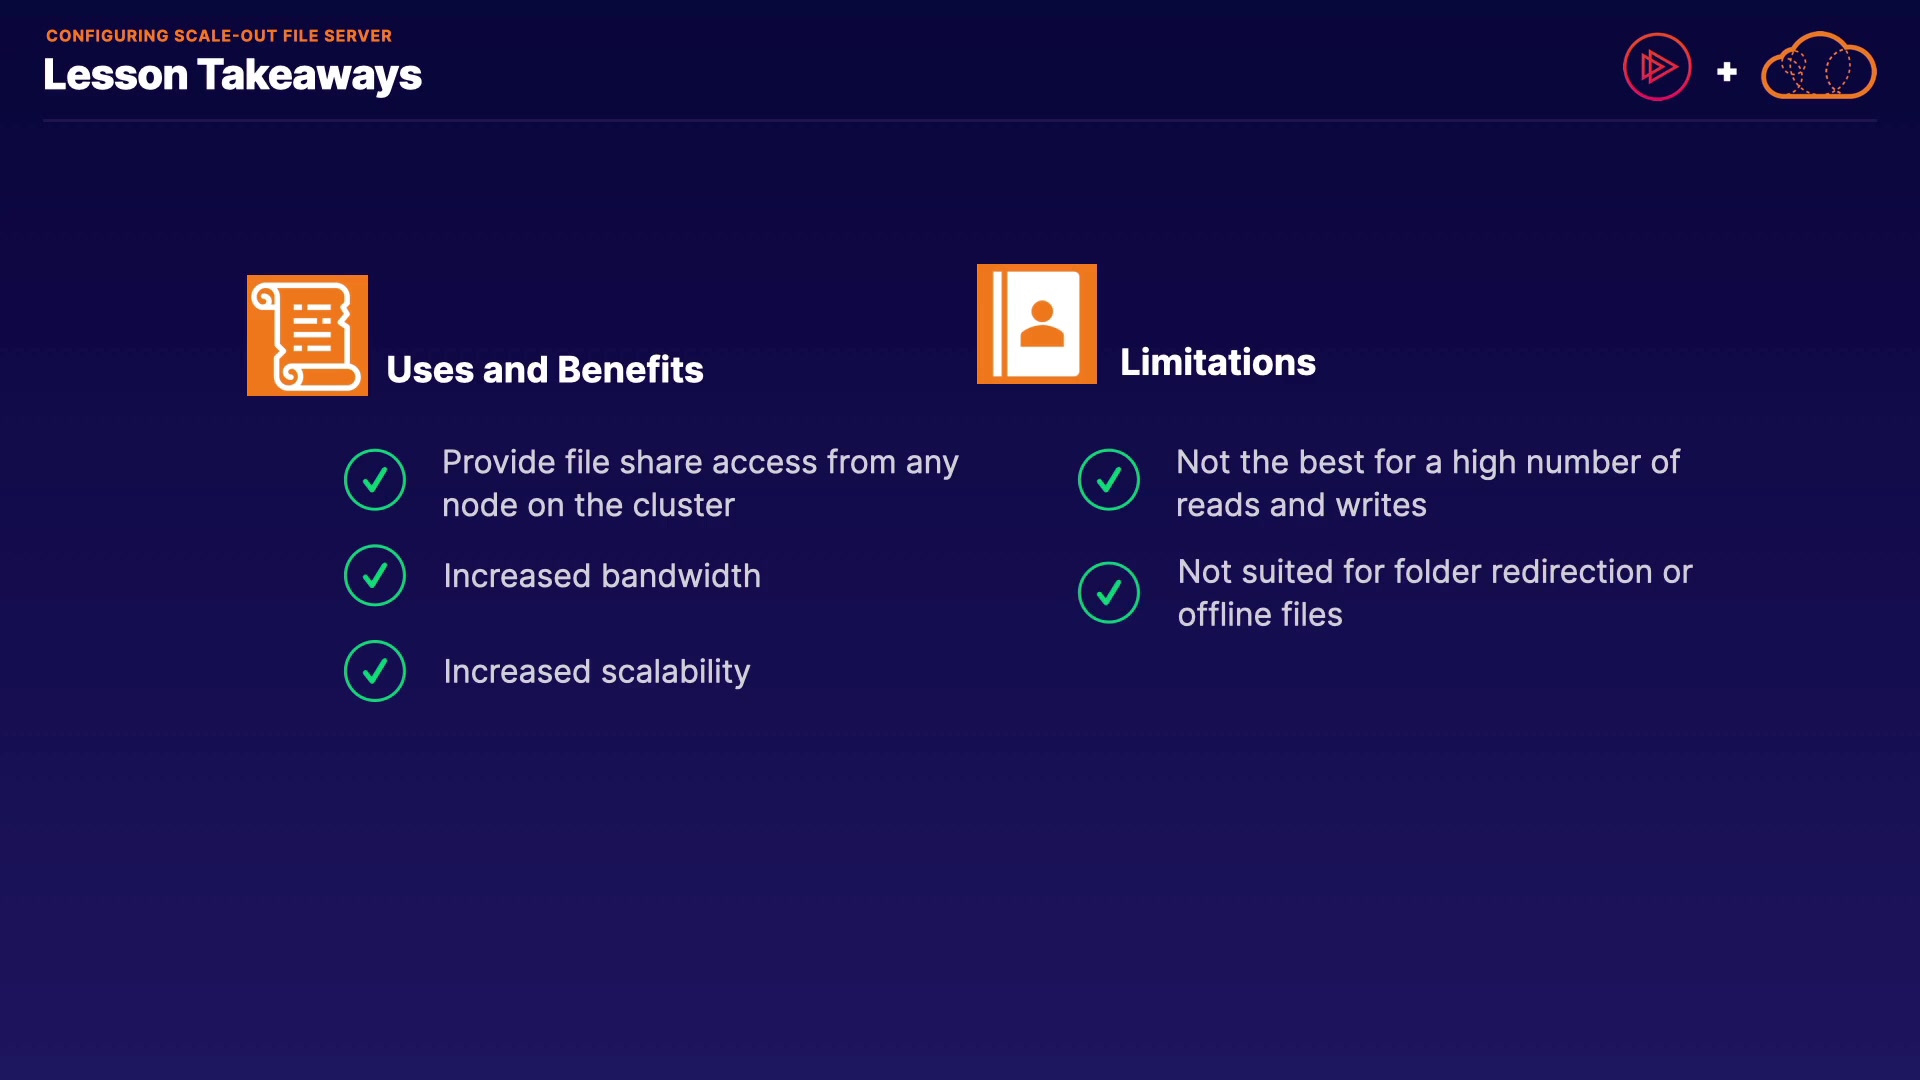 CONFIGURING SCALE-OUT FILE SERVER
Lesson Takeaways
Uses and Benefits
Provide file share access from any
node on the cluster
Increased bandwidth
Increased scalability
Limitations
Not the best for a high number of
reads and writes
Not suited for folder redirection or
offline files